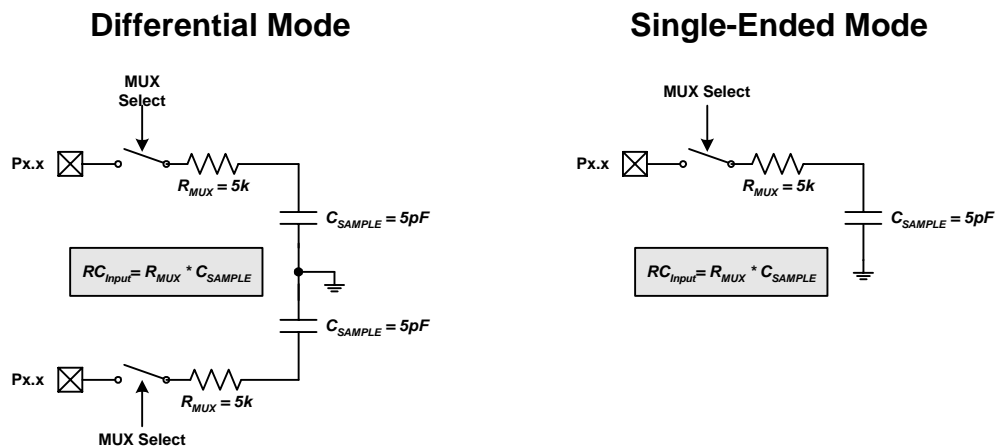 Differential Mode
MUX
Select
Px.x
R_MUX = 5k
C_SAMPLE = 5pF
RC_Input= R_MUX * C_SAMPLE
C_SAMPLE = 5pF
Px.x
R_MUX = 5k
MUX Select
Single-Ended Mode
MUX Select
Px.x
R_MUX = 5k
C_SAMPLE = 5pF
RC_Input= R_MUX * C_SAMPLE